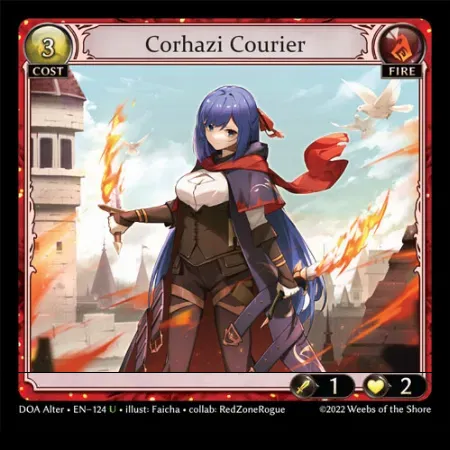 3
Corhazi Courier
COST
FIRE
1
2
DOA Alter • EN-124 U • illust: Faicha • collab: RedZoneRogue
©2022 Weebs of the Shore